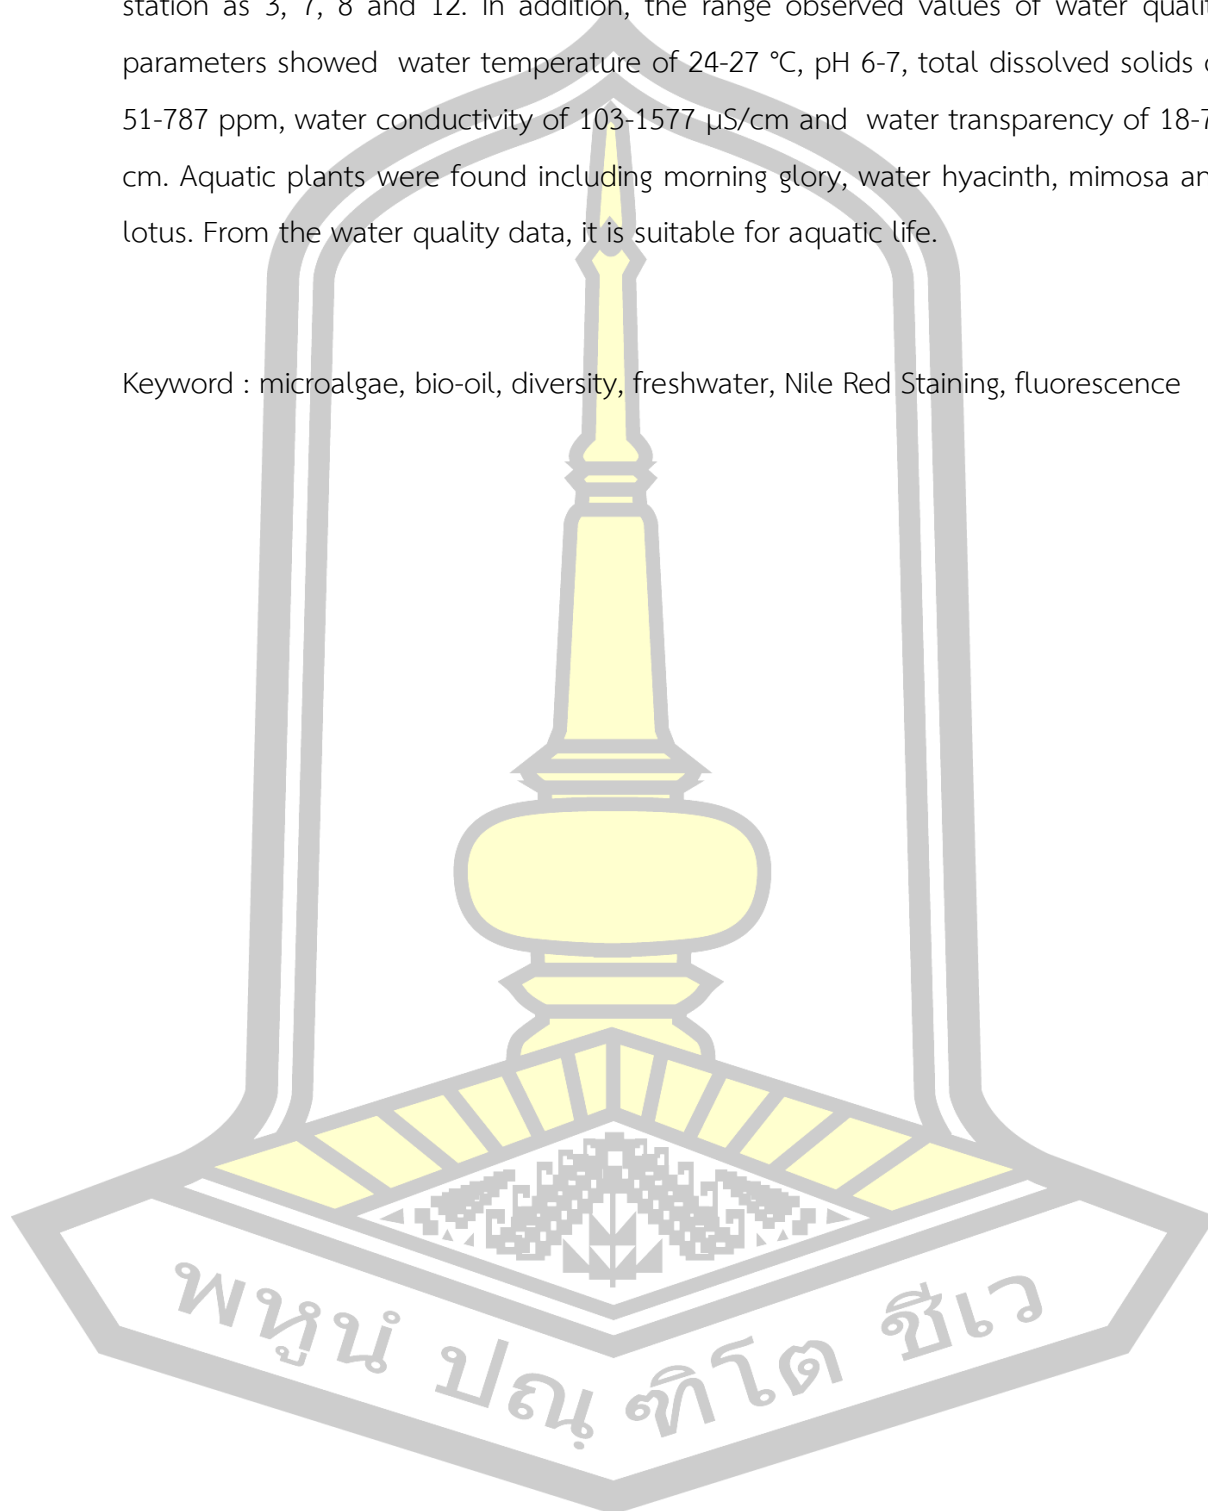 station as 3, 7, 8 and 12. In addition, the range observed values of water
parameters showed water temperature of 24-27 °C, pH 6-7, total dissolved solids
51-787 ppm, water conductivity of 103-1577 µS/cm and water transparency of
cm. Aquatic plants were found including morning glory, water hyacinth, mimosa
lotus. From the water quality data, it is suitable for aquatic life.
Keyword : microalgae, bio-oil, diversity, freshwater, Nile Red Staining, fluorescence
พหูนํ ปณฺฑิโต ชีเว